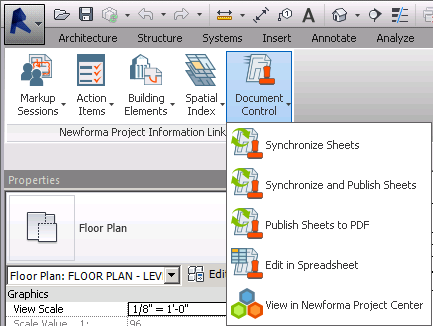 Architecture Structure Systems Insert Annotate Analyze
Markup Sessions Action Items Building Elements Spatial Index Document Control
Newforma Project Information Link
Synchronize Sheets
Synchronize and Publish Sheets
Publish Sheets to PDF
Edit in Spreadsheet
View in Newforma Project Center
Properties
Floor Plan
Floor Plan: FLOOR PLAN - LEV
Edi
Graphics
View Scale 1/8" = 1'-0"
Scale Value 1: 96